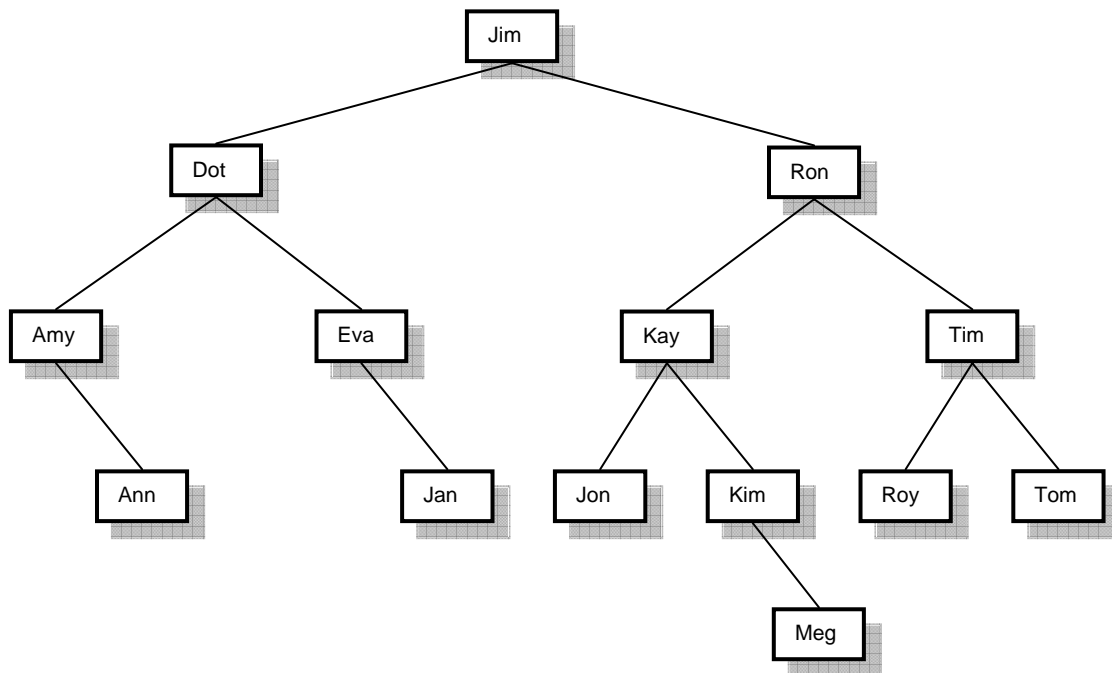 Jim
Dot
Ron
Amy
Eva
Kay
Tim
Ann
Jan
Jon
Kim
Roy
Tom
Meg